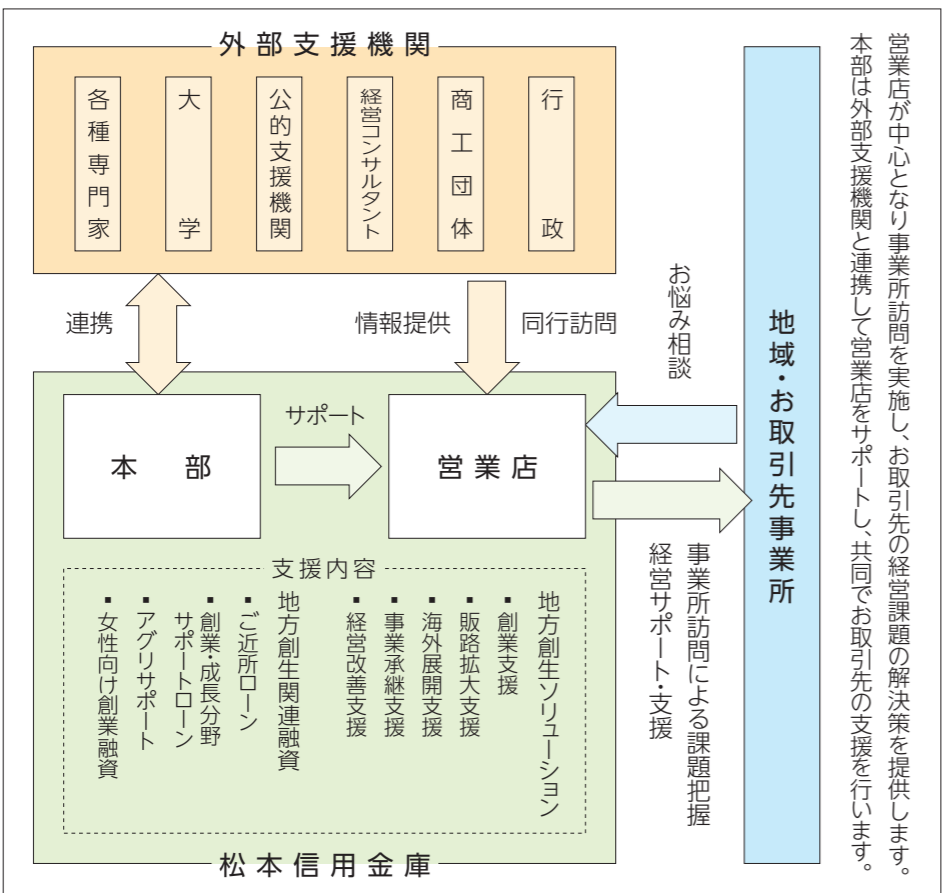 営業店が中心となり事業所訪問を実施し、お取引先の経営課題の解決策を提供します。
本部は外部支援機関と連携して営業店をサポートし、共同でお取引先の支援を行います。
外部支援機関
行政
商工団体
経営コンサルタント
公的支援機関
大学
各種専門家
連携
情報提供
同行訪問
お悩み相談
地域・お取引先事業所
本部
サポート
営業店
事業所訪問による課題把握
経営サポート・支援
支援内容
地方創生ソリューション
▪創業支援
▪販路拡大支援
▪海外展開支援
▪事業承継支援
▪経営改善支援
地方創生関連融資
▪ご近所ローン
▪創業・成長分野
サポートローン
▪アグリサポート
▪女性向け創業融資
松本信用金庫